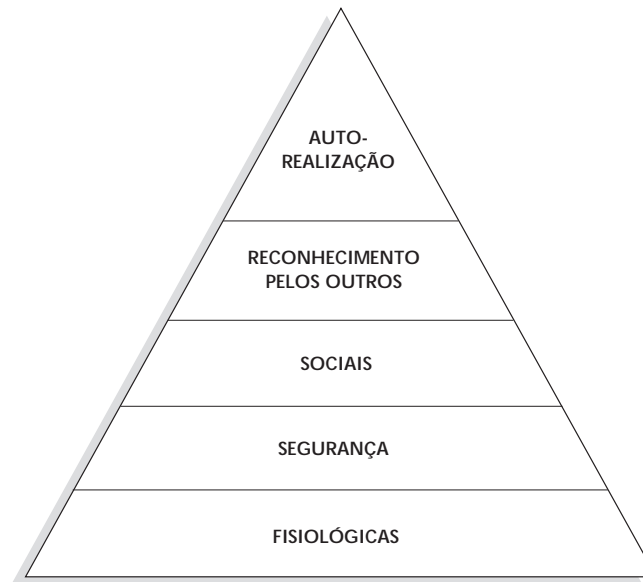 AUTO-
REALIZAÇÃO
RECONHECIMENTO
PELOS OUTROS
SOCIAIS
SEGURANÇA
FISIOLÓGICAS